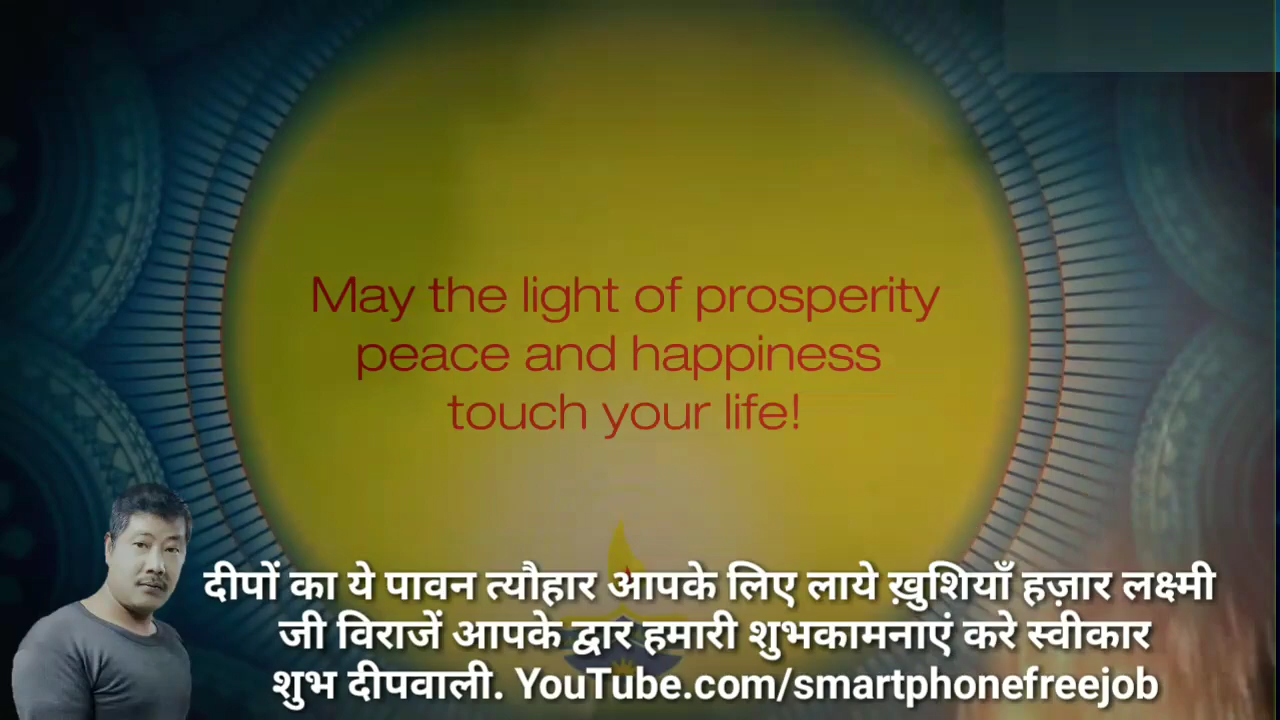 May the light of prosperity
peace and happiness
touch your life!
दीपों का ये पावन त्यौहार आपके लिए लाये ख़ुशियाँ हज़ार लक्ष्मी
जी विराजें आपके द्वार हमारी शुभकामनाएं करे स्वीकार
शुभ दीपवाली. YouTube.com/smartphonefreejob